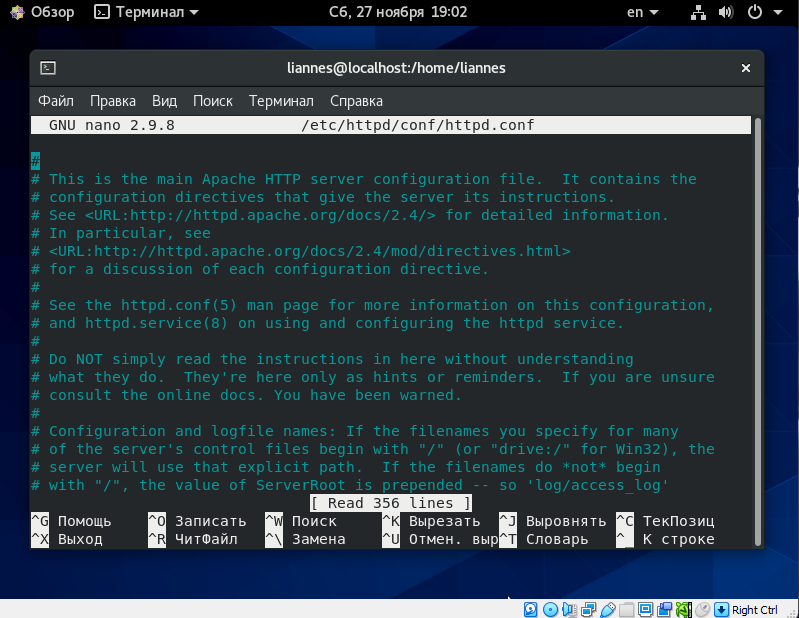 Обзор Терминал Сб, 27 ноября 19:02 en
liannes@localhost:/home/liannes
Файл Правка Вид Поиск Терминал Справка
GNU nano 2.9.8 /etc/httpd/conf/httpd.conf
#
# This is the main Apache HTTP server configuration file.  It contains the
# configuration directives that give the server its instructions.
# See <URL:http://httpd.apache.org/docs/2.4/> for detailed information.
# In particular, see
# <URL:http://httpd.apache.org/docs/2.4/mod/directives.html>
# for a discussion of each configuration directive.
#
# See the httpd.conf(5) man page for more information on this configuration,
# and httpd.service(8) on using and configuring the httpd service.
#
# Do NOT simply read the instructions in here without understanding
# what they do.  They're here only as hints or reminders.  If you are unsure
# consult the online docs. You have been warned.
#
# Configuration and logfile names: If the filenames you specify for many
# of the server's control files begin with "/" (or "drive:/" for Win32), the
# server will use that explicit path.  If the filenames do *not* begin
# with "/", the value of ServerRoot is prepended -- so 'log/access_log'
[ Read 356 lines ]
^G Помощь ^O Записать ^W Поиск ^K Вырезать ^J Выровнять ^C ТекПозиц
^X Выход ^R ЧитФайл ^\ Замена ^U Отмен. выр ^T Словарь ^_ К строке
Right Ctrl